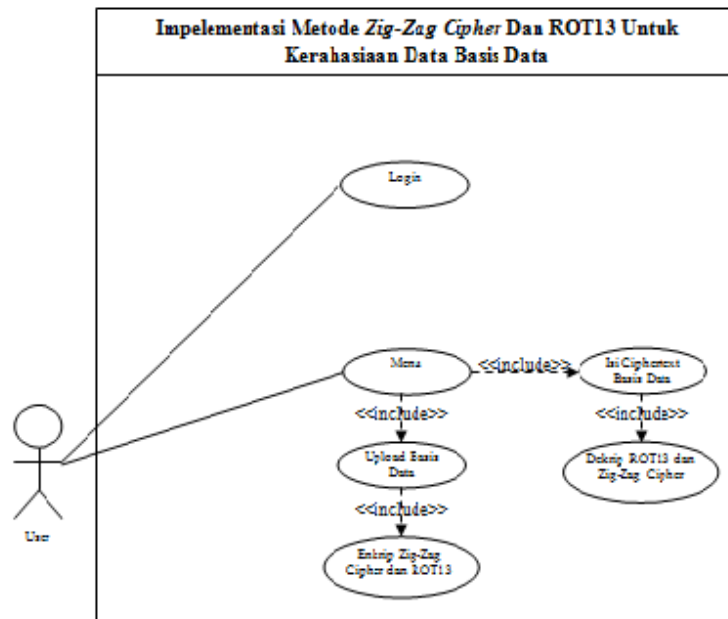 Impelementasi Metode Zig-Zag Cipher Dan ROT13 Untuk
Kerahasiaan Data Basis Data
Login
Menu
<<include>>
Isi Ciphertext
Basis Data
<<include>>
<<include>>
Upload Basis
Data
Dekrip ROT13 dan
Zig-Zag Cipher
<<include>>
User
Enkrip Zig-Zag
Cipher dan ROT13